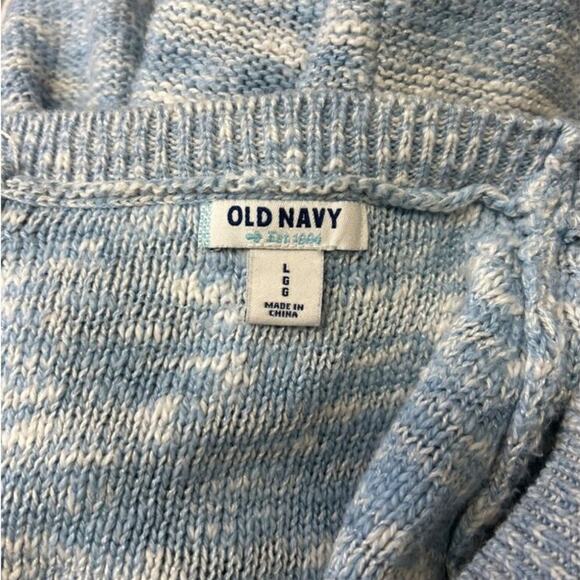 OLD NAVY
Est 1994
L
G
G
MADE IN
CHINA